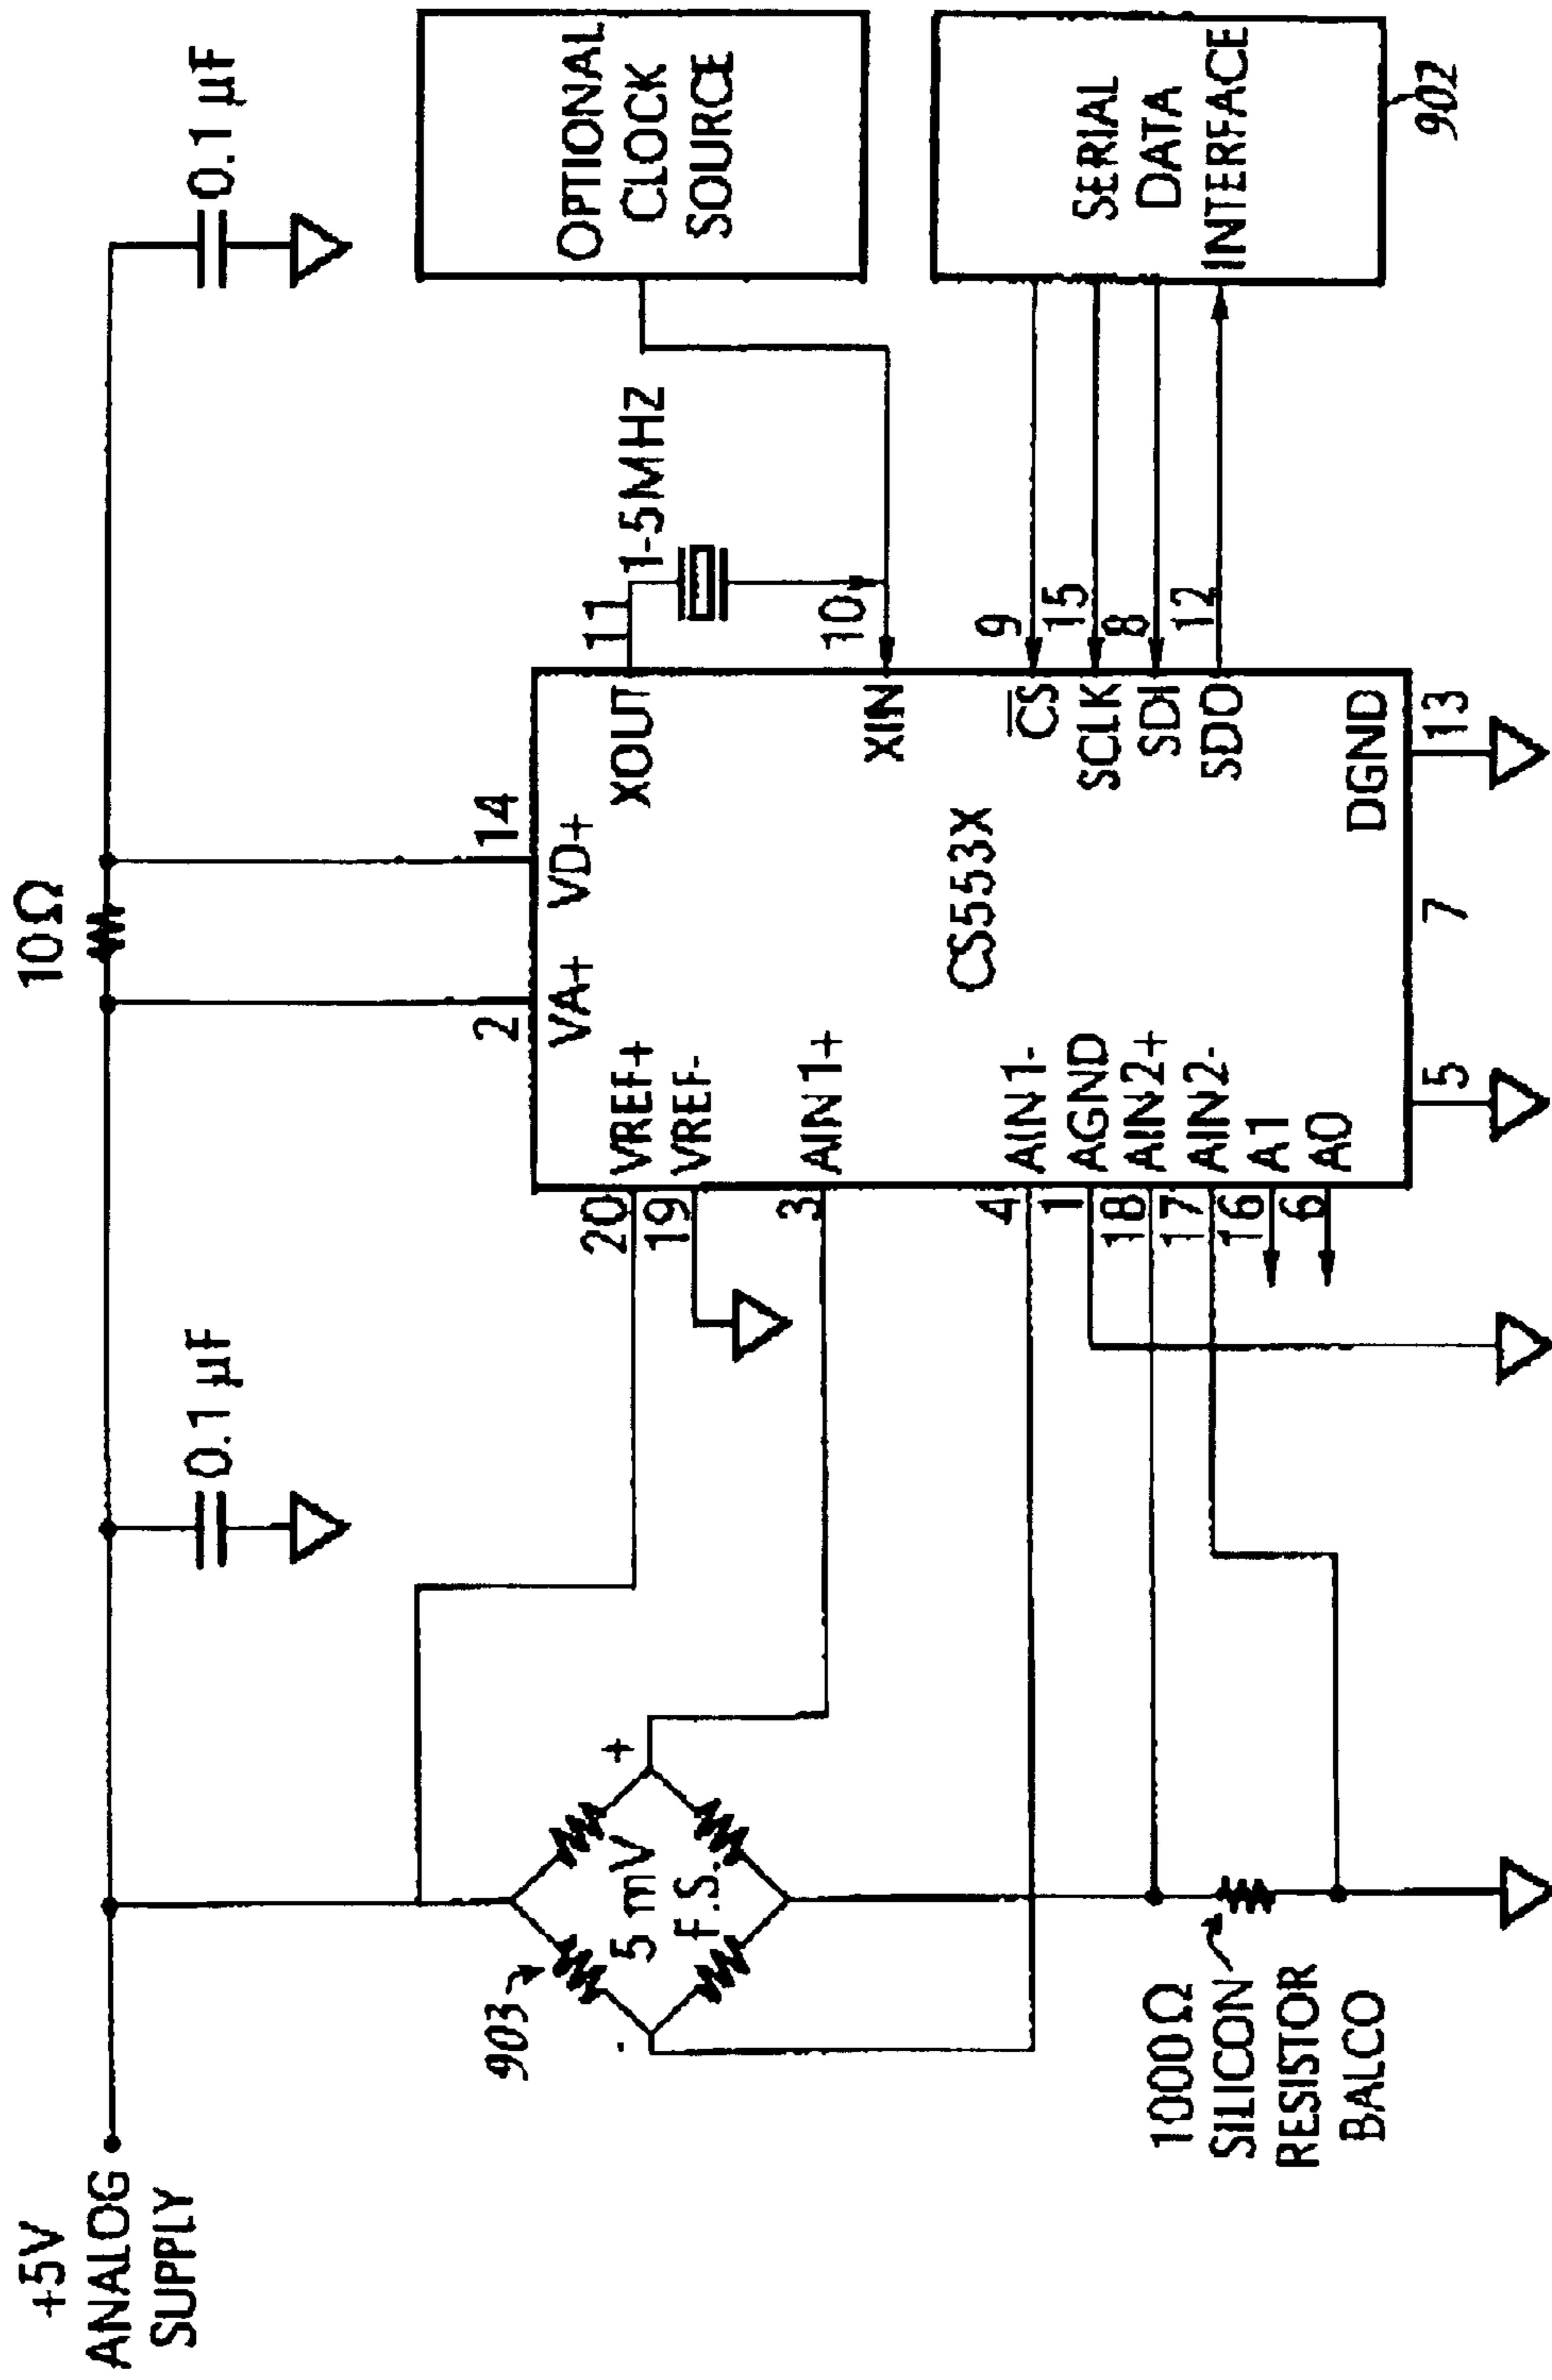 +5V
ANALOG
SUPPLY
0.1 µF
10Ω
0.1 µF
2
14
VA+
VD+
20
VREF+
19
VREF-
3
AIN1+
4
AIN1-
1
AGND
18
AIN2+
17
AIN2-
16
A1
6
A0
CS553X
XOUT
11
1-5MHz
XIN
10
CS
9
SCLK
15
SDI
8
SDO
12
DGND
5
7
13
OPTIONAL
CLOCK
SOURCE
SERIAL
DATA
INTERFACE
902
903
-
+
5 mV
F.S.
1000Ω
SILICON
RESISTOR
BALCO